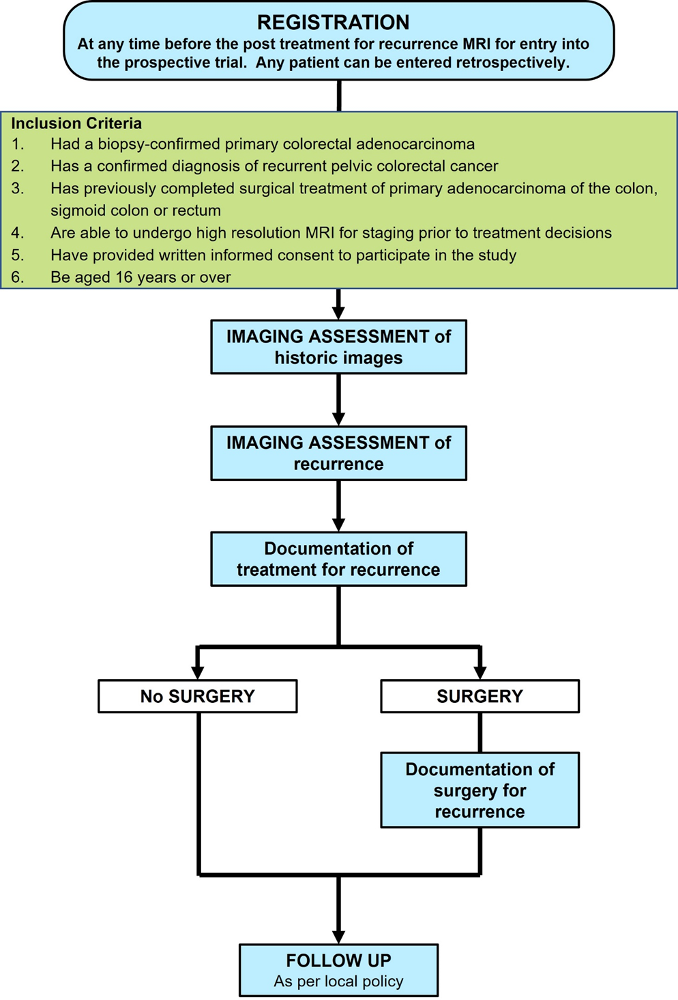 REGISTRATION
At any time before the post treatment for recurrence MRI for entry into
the prospective trial.  Any patient can be entered retrospectively.
Inclusion Criteria
1. Had a biopsy-confirmed primary colorectal adenocarcinoma
2. Has a confirmed diagnosis of recurrent pelvic colorectal cancer
3. Has previously completed surgical treatment of primary adenocarcinoma of the colon,
sigmoid colon or rectum
4. Are able to undergo high resolution MRI for staging prior to treatment decisions
5. Have provided written informed consent to participate in the study
6. Be aged 16 years or over
IMAGING ASSESSMENT of
historic images
IMAGING ASSESSMENT of
recurrence
Documentation of
treatment for recurrence
No SURGERY
SURGERY
Documentation of
surgery for
recurrence
FOLLOW UP
As per local policy